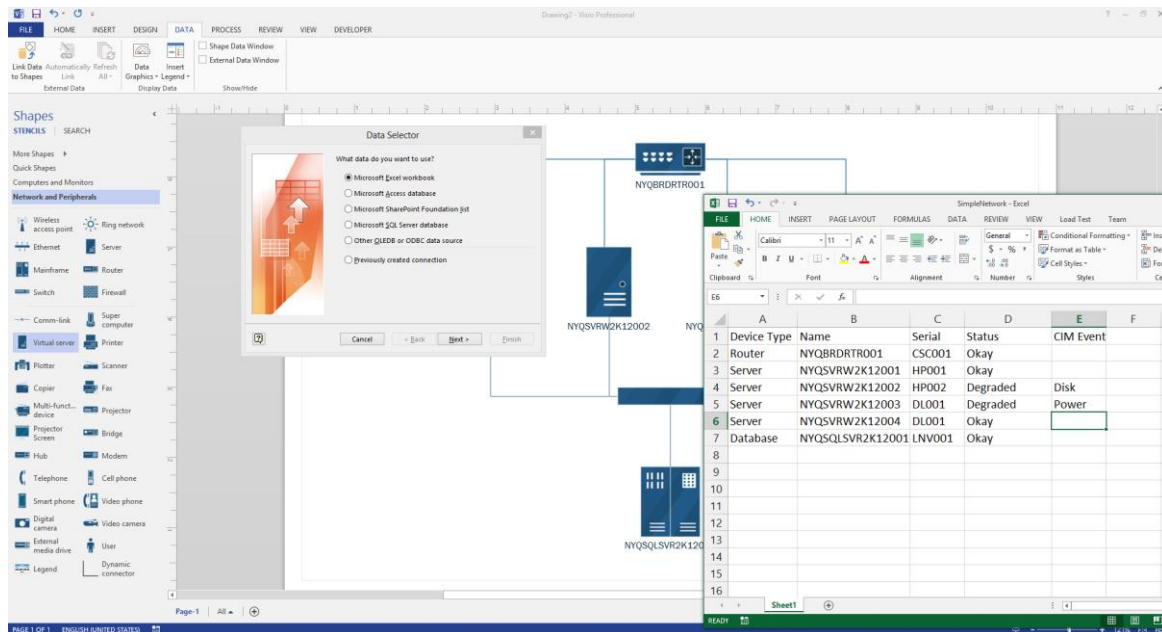 Drawing2 - Visio Professional
FILE HOME INSERT DESIGN DATA PROCESS REVIEW VIEW DEVELOPER
Link Data to Shapes
Automatically Link
Refresh All
Data Graphics
Insert Legend
Shape Data Window
External Data Window
External Data
Display Data
Show/Hide
Shapes
STENCILS SEARCH
More Shapes
Quick Shapes
Computers and Monitors
Network and Peripherals
Wireless access point
Ring network
Ethernet
Server
Mainframe
Router
Switch
Firewall
Comm-link
Super computer
Virtual server
Printer
Plotter
Scanner
Copier
Fax
Multi-funct... device
Projector
Projector Screen
Bridge
Hub
Modem
Telephone
Cell phone
Smart phone
Video phone
Digital camera
Video camera
External media drive
User
Legend
Dynamic connector
Data Selector
What data do you want to use?
Microsoft Excel workbook
Microsoft Access database
Microsoft SharePoint Foundation list
Microsoft SQL Server database
Other OLEDB or ODBC data source
Previously created connection
Cancel < Back Next > Finish
NYQBRDRTR001
NYQSVRW2K12002
NYQ
NYQSQLSVR2K120
Page-1 All
PAGE 1 OF 1 ENGLISH (UNITED STATES)
SimpleNetwork - Excel
FILE HOME INSERT PAGE LAYOUT FORMULAS DATA REVIEW VIEW Load Test Team
Paste
Calibri 11
B I U
General
$ % ,
Conditional Formatting
Format as Table
Cell Styles
Ins
De
Fo
Clipboard Font Alignment Number Styles Ce
E6 fx
A B C D E F
1 Device Type Name Serial Status CIM Event
2 Router NYQBRDRTR001 CSC001 Okay
3 Server NYQSVRW2K12001 HP001 Okay
4 Server NYQSVRW2K12002 HP002 Degraded Disk
5 Server NYQSVRW2K12003 DL001 Degraded Power
6 Server NYQSVRW2K12004 DL001 Okay
7 Database NYQSQLSVR2K12001 LNV001 Okay
8
9
10
11
12
13
14
15
16
Sheet1
READY